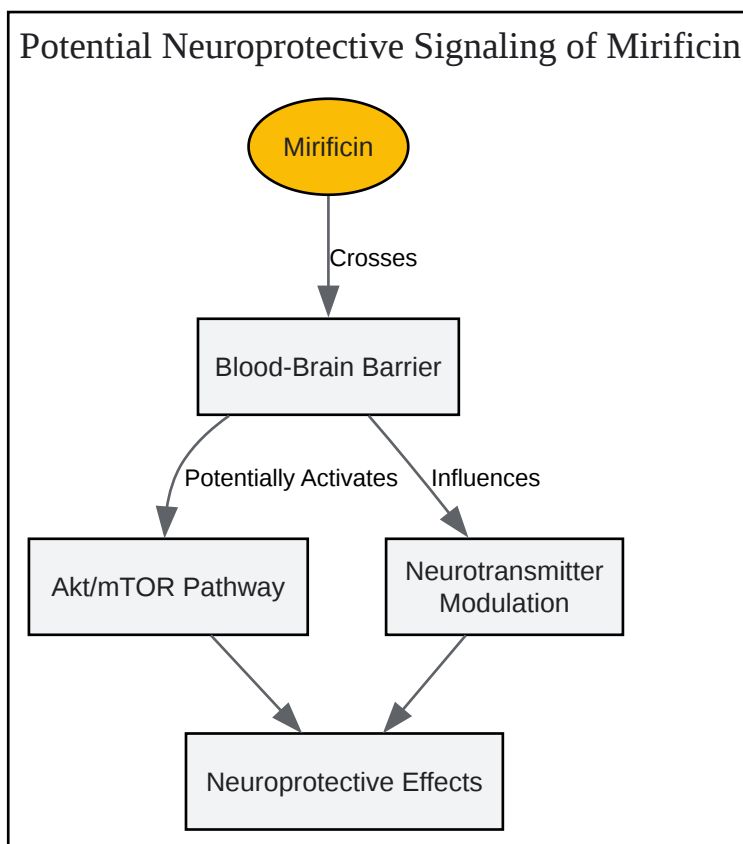 Potential Neuroprotective Signaling of Mirificin
Mirificin
Crosses
Blood-Brain Barrier
Potentially Activates
Influences
Akt/mTOR Pathway
Neurotransmitter
Modulation
Neuroprotective Effects